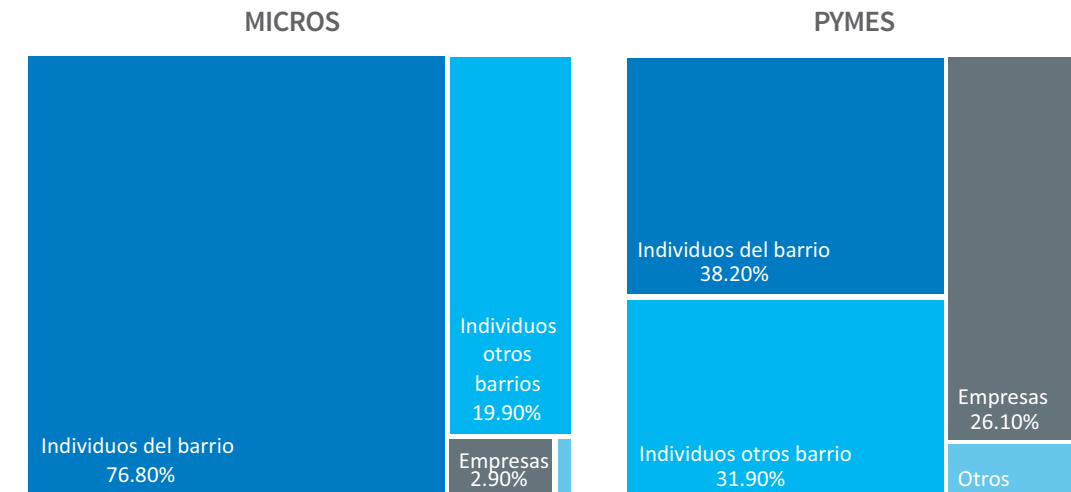 MICROS
Individuos del barrio
76.80%
Individuos
otros
barrios
19.90%
Empresas
2.90%
PYMES
Individuos del barrio
38.20%
Individuos otros barrio
31.90%
Empresas
26.10%
Otros